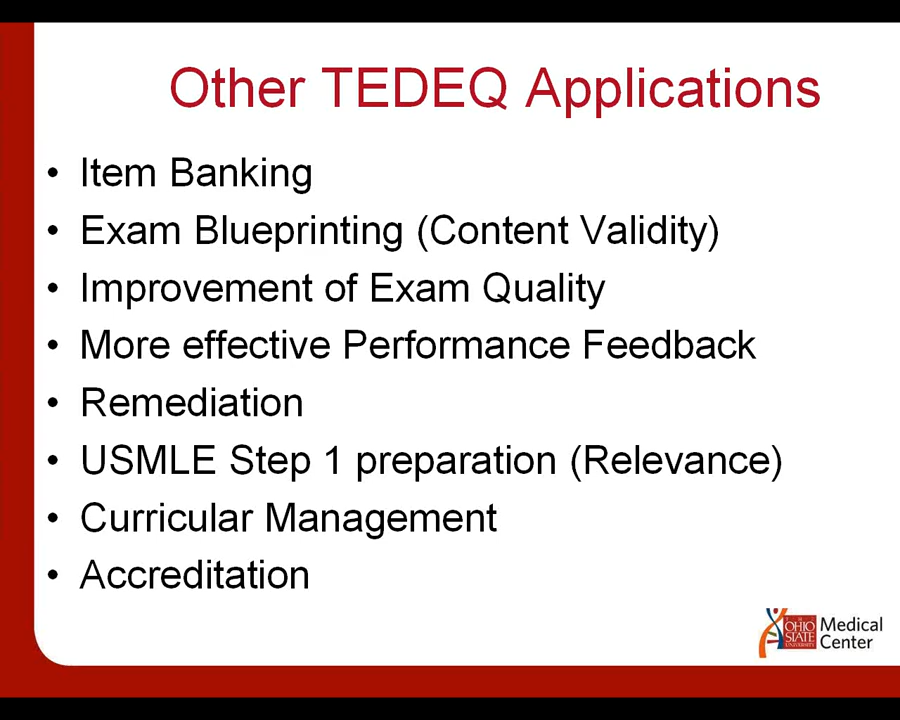 Other TEDEQ Applications
• Item Banking
• Exam Blueprinting (Content Validity)
• Improvement of Exam Quality
• More effective Performance Feedback
• Remediation
• USMLE Step 1 preparation (Relevance)
• Curricular Management
• Accreditation
OHIO
STATE
UNIVERSITY
Medical
Center